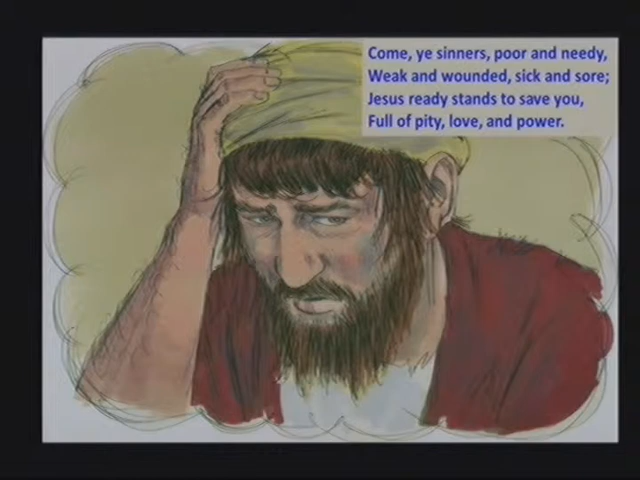 Come, ye sinners, poor and needy,
Weak and wounded, sick and sore;
Jesus ready stands to save you,
Full of pity, love, and power.